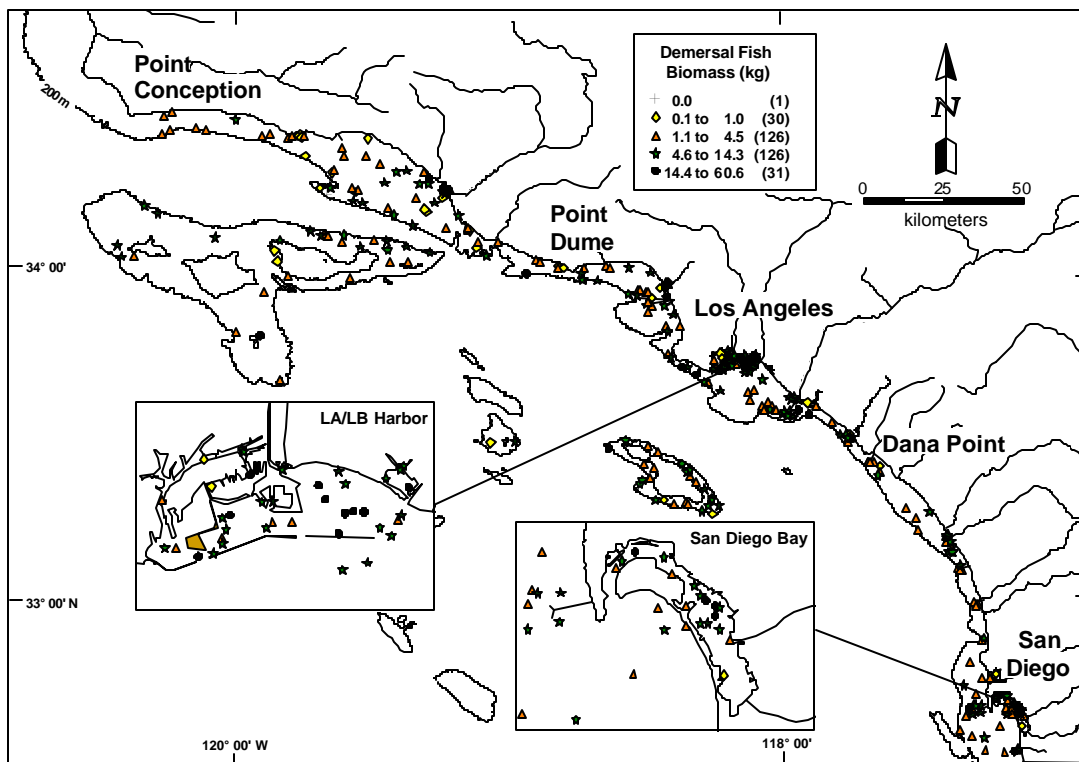 Point
Conception
200m
Demersal Fish
Biomass (kg)
0.0 (1)
0.1 to 1.0 (30)
1.1 to 4.5 (126)
4.6 to 14.3 (126)
14.4 to 60.6 (31)
N
0 25 50
kilometers
Point
Dume
34° 00'
Los Angeles
LA/LB Harbor
Dana Point
San Diego Bay
33° 00' N
San
Diego
120° 00' W
118° 00'